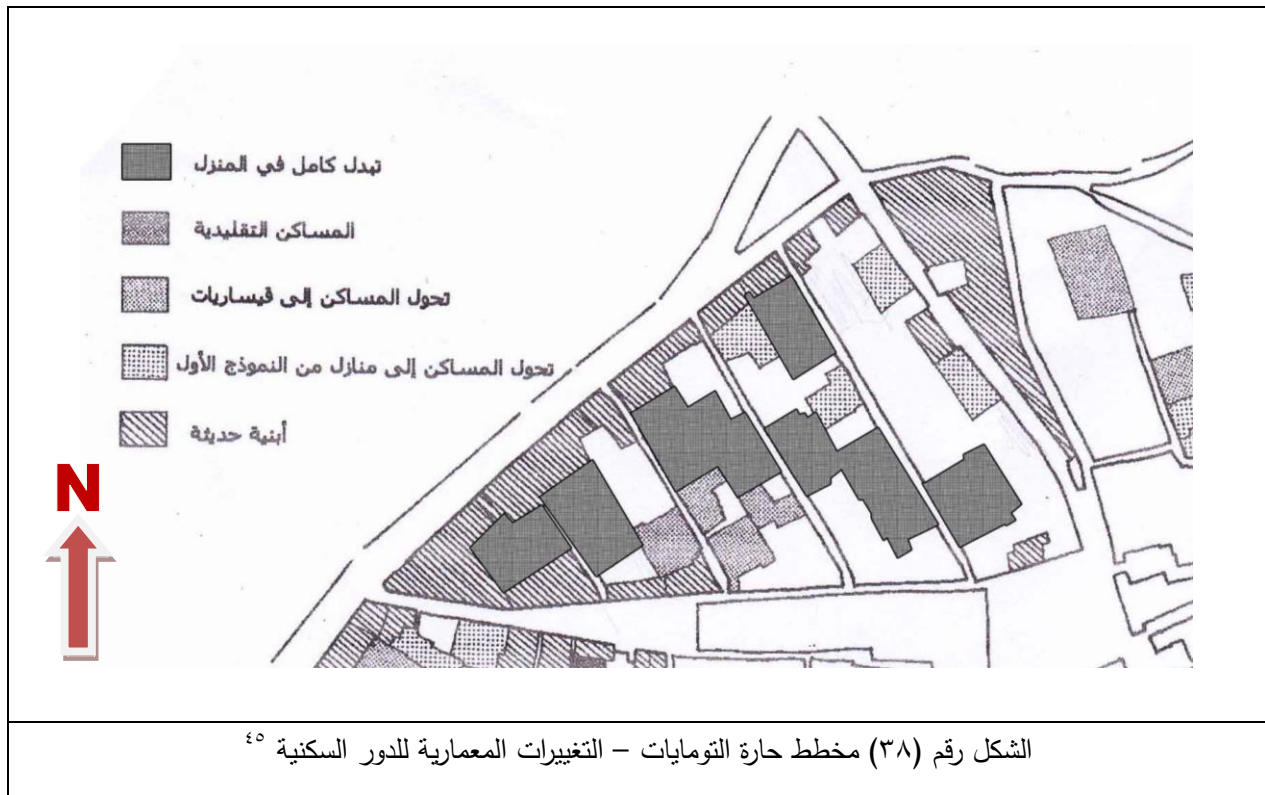 تبدل كامل في المنزل
المساكن التقليدية
تحول المساكن إلى قيساريات
تحول المساكن إلى منازل من النموذج الأول
أبنية حديثة
N
الشكل رقم (٣٨) مخطط حارة التومايات – التغييرات المعمارية للدور السكنية ٤٥